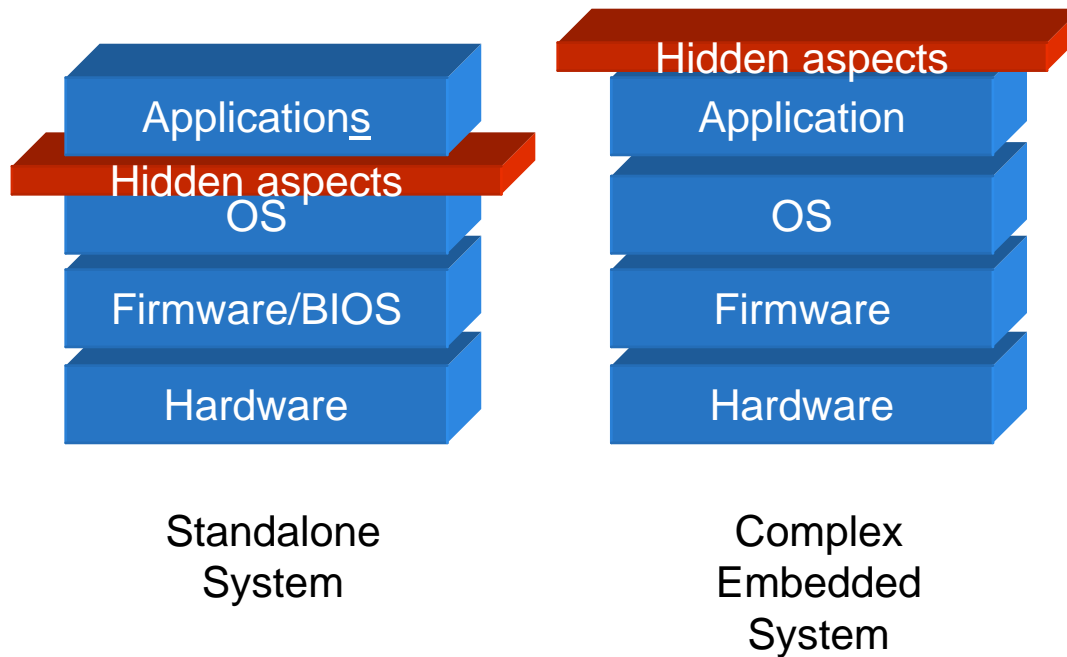 Applications
Hidden aspects
OS
Firmware/BIOS
Hardware
Standalone
System
Hidden aspects
Application
OS
Firmware
Hardware
Complex
Embedded
System